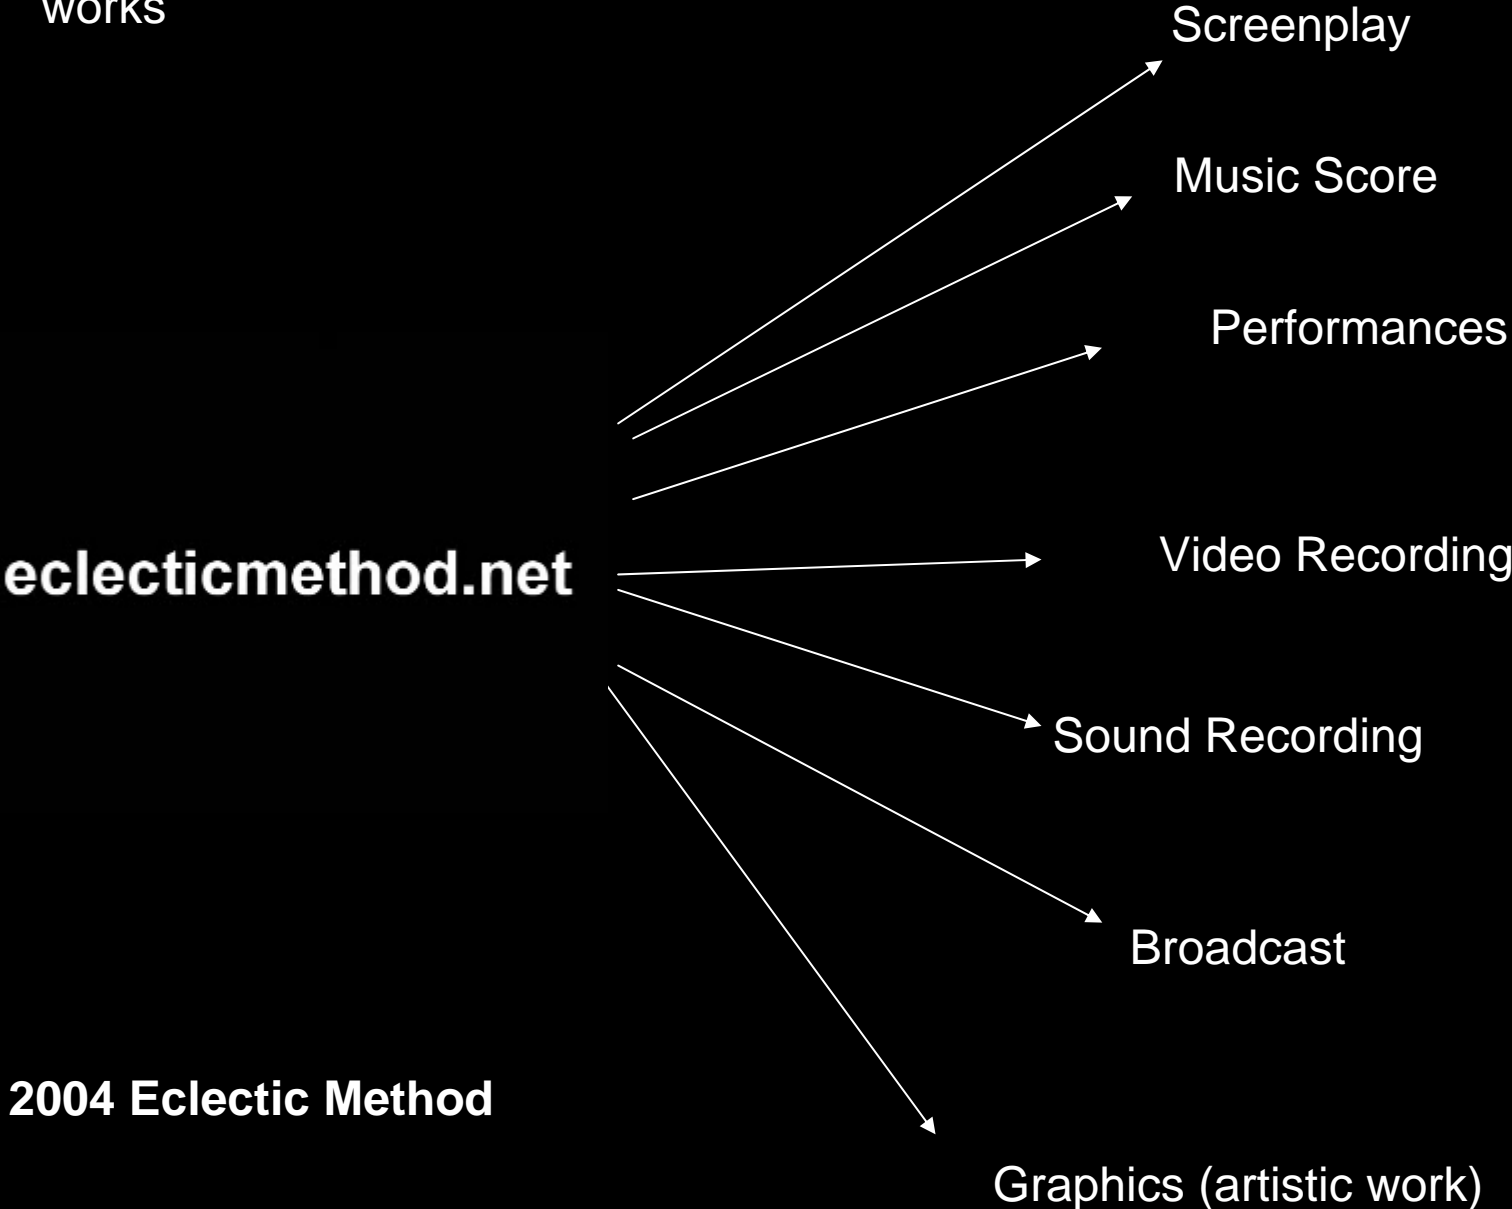 works
Screenplay
Music Score
Performances
Video Recording
eclecticmethod.net
Sound Recording
Broadcast
2004 Eclectic Method
Graphics (artistic work)